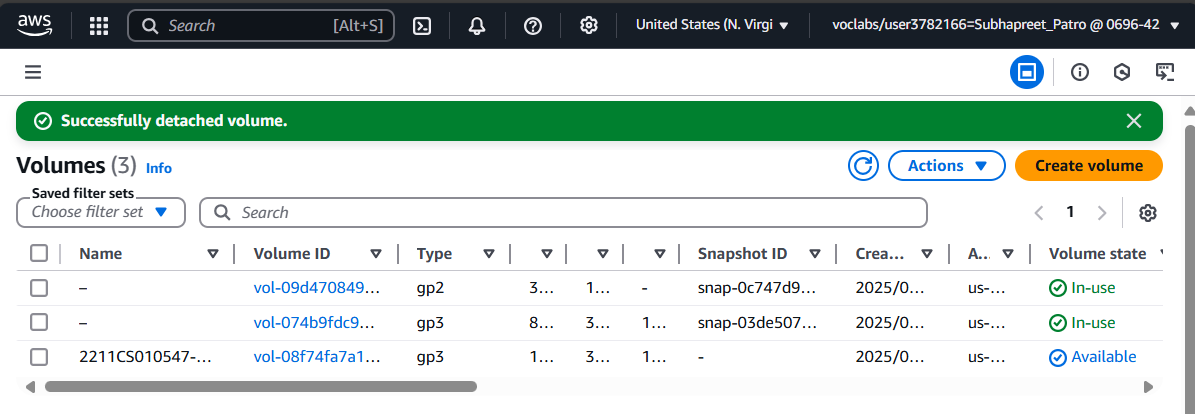 aws Search [Alt+S] United States (N. Virgi voclabs/user3782166=Subhapreet_Patro @ 0696-42
Successfully detached volume.
Volumes (3) Info Actions Create volume
Saved filter sets
Choose filter set Search 1
Name Volume ID Type Snapshot ID Crea... A... Volume state
– vol-09d470849... gp2 3... 1... - snap-0c747d9... 2025/0... us-... In-use
– vol-074b9fdc9... gp3 8... 3... 1... snap-03de507... 2025/0... us-... In-use
2211CS010547-... vol-08f74fa7a1... gp3 1... 3... 1... - 2025/0... us-... Available